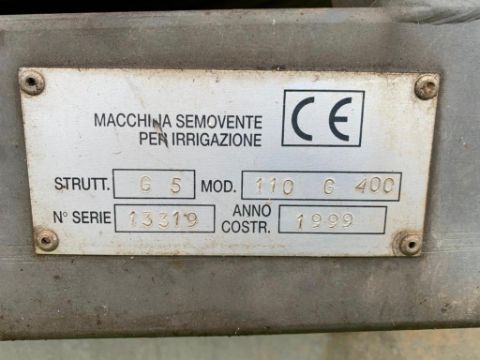 MACCHINA SEMOVENTE
PER IRRIGAZIONE
CE
STRUTT. G 5 MOD. 110 G 400
N° SERIE 13319 ANNO COSTR. 1999